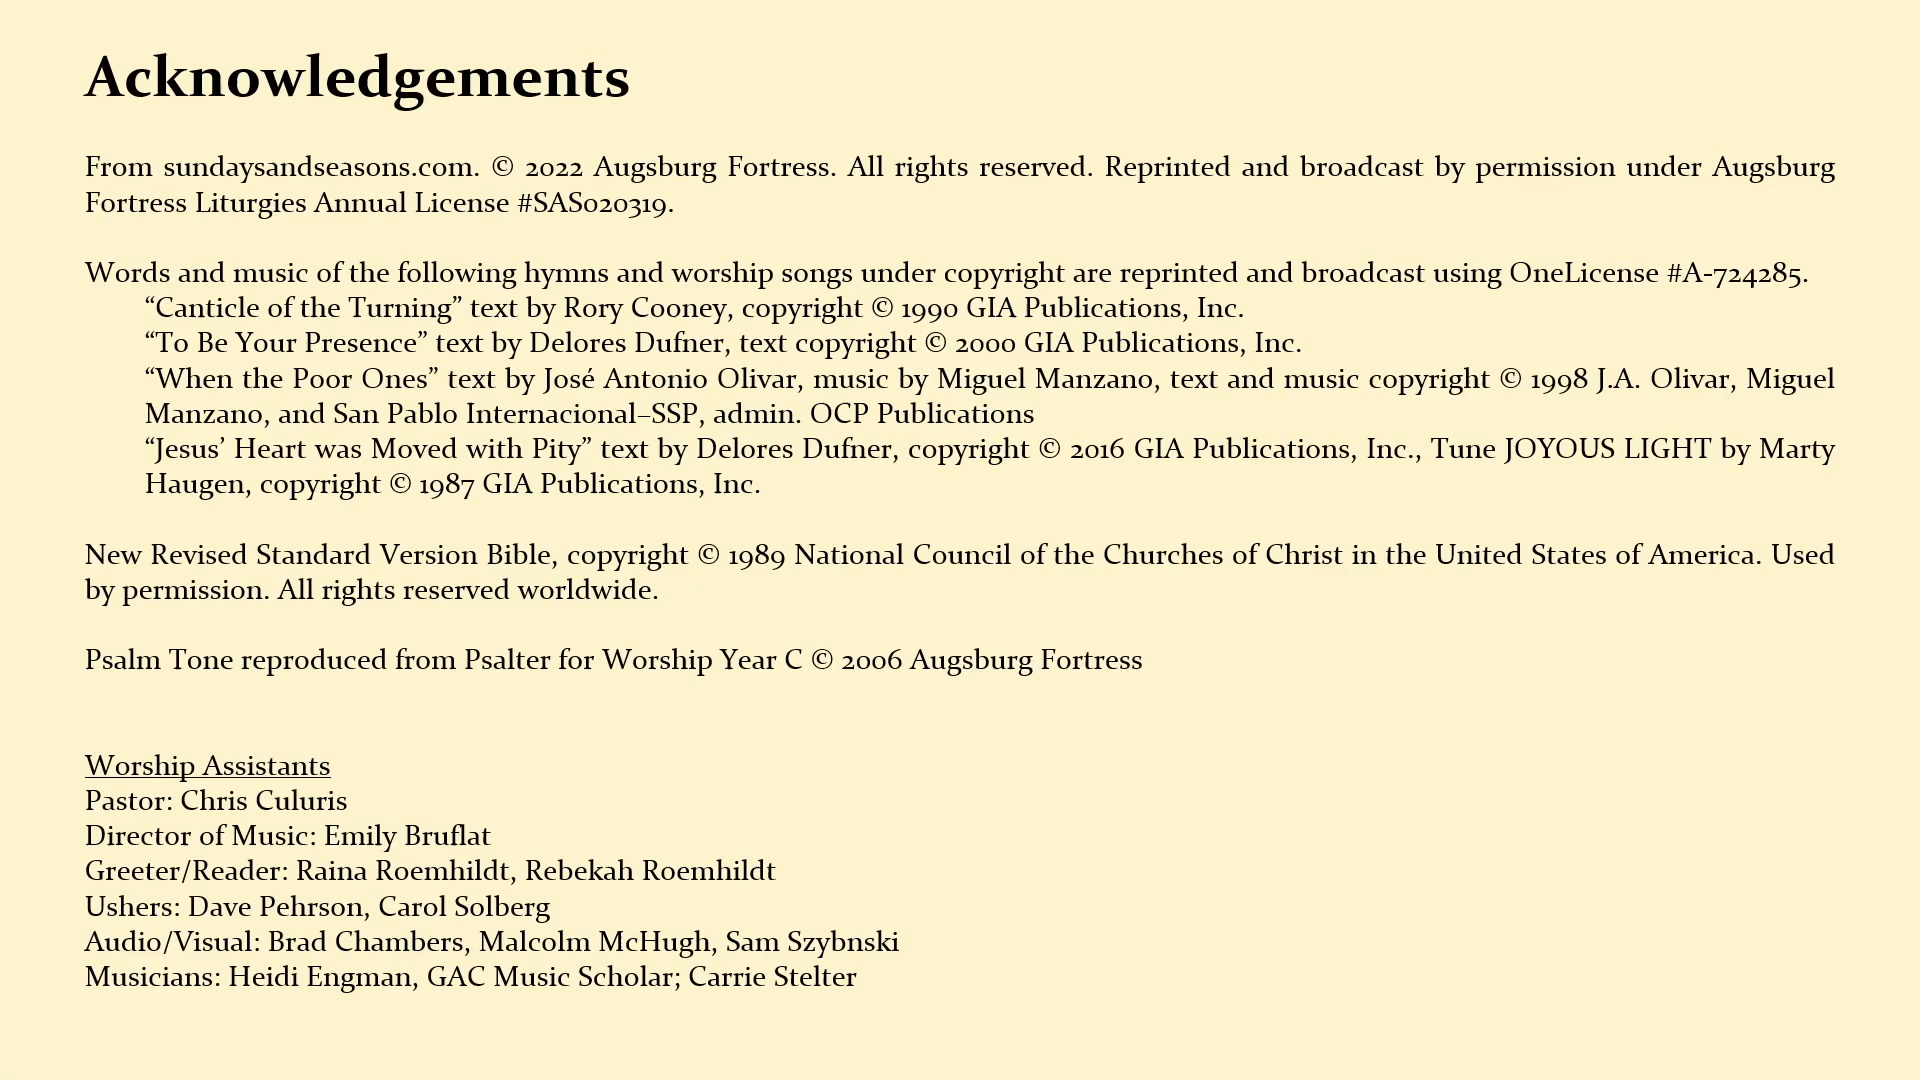 Acknowledgements
From sundaysandseasons.com. © 2022 Augsburg Fortress. All rights reserved. Reprinted and broadcast by permission under Augsburg
Fortress Liturgies Annual License #SAS020319.
Words and music of the following hymns and worship songs under copyright are reprinted and broadcast using OneLicense #A-724285.
“Canticle of the Turning” text by Rory Cooney, copyright © 1990 GIA Publications, Inc.
“To Be Your Presence” text by Delores Dufner, text copyright © 2000 GIA Publications, Inc.
“When the Poor Ones” text by José Antonio Olivar, music by Miguel Manzano, text and music copyright © 1998 J.A. Olivar, Miguel
Manzano, and San Pablo Internacional–SSP, admin. OCP Publications
“Jesus’ Heart was Moved with Pity” text by Delores Dufner, copyright © 2016 GIA Publications, Inc., Tune JOYOUS LIGHT by Marty
Haugen, copyright © 1987 GIA Publications, Inc.
New Revised Standard Version Bible, copyright © 1989 National Council of the Churches of Christ in the United States of America. Used
by permission. All rights reserved worldwide.
Psalm Tone reproduced from Psalter for Worship Year C © 2006 Augsburg Fortress
Worship Assistants
Pastor: Chris Culuris
Director of Music: Emily Bruflat
Greeter/Reader: Raina Roemhildt, Rebekah Roemhildt
Ushers: Dave Pehrson, Carol Solberg
Audio/Visual: Brad Chambers, Malcolm McHugh, Sam Szybnski
Musicians: Heidi Engman, GAC Music Scholar; Carrie Stelter